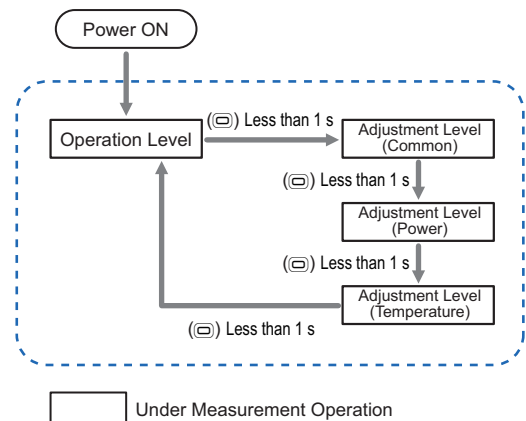 Power ON
Operation Level
() Less than 1 s
Adjustment Level
(Common)
() Less than 1 s
Adjustment Level
(Power)
() Less than 1 s
Adjustment Level
(Temperature)
() Less than 1 s
Under Measurement Operation